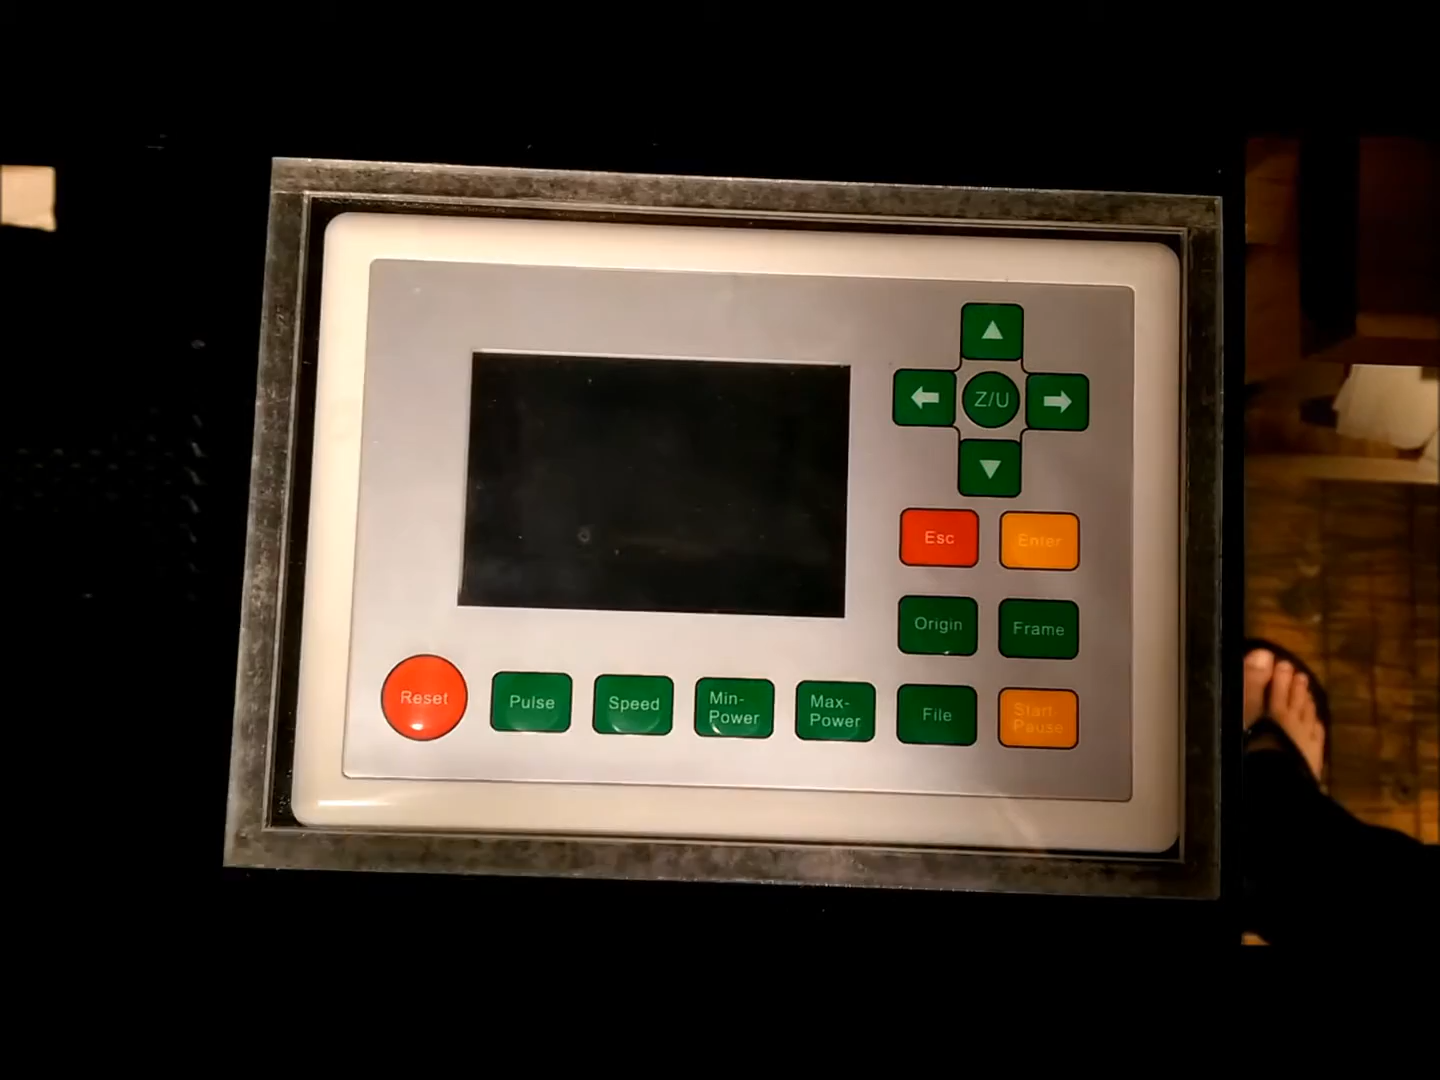 Z/U
Esc
Enter
Origin
Frame
Reset
Pulse
Speed
Min-
Power
Max-
Power
File
Start-
Pause